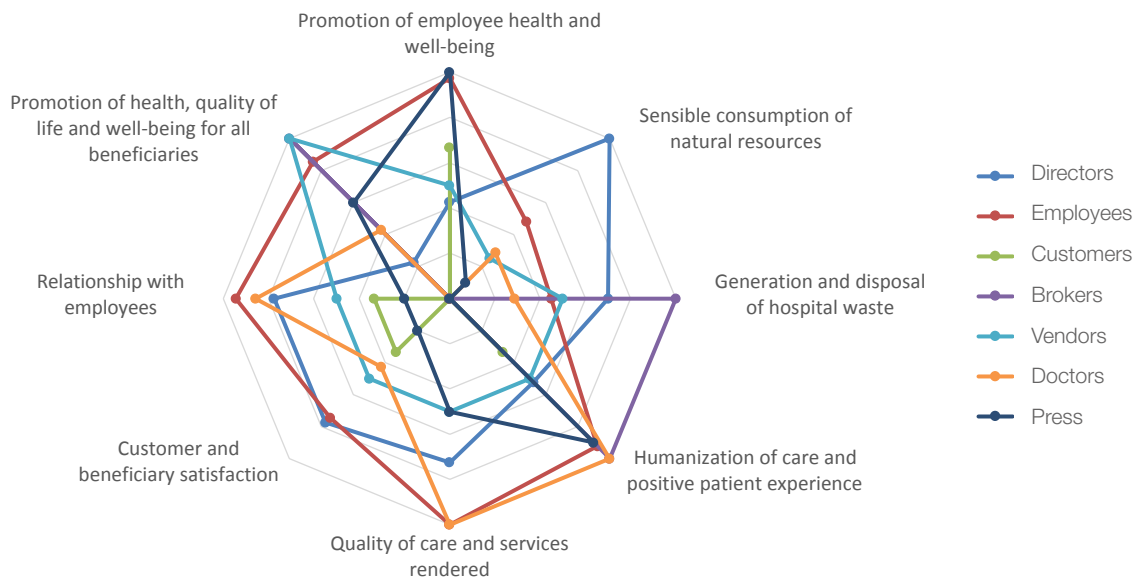 Promotion of employee health and
well-being
Promotion of health, quality of
life and well-being for all
beneficiaries
Sensible consumption of
natural resources
Relationship with
employees
Generation and disposal
of hospital waste
Customer and
beneficiary satisfaction
Humanization of care and
positive patient experience
Quality of care and services
rendered
Directors
Employees
Customers
Brokers
Vendors
Doctors
Press